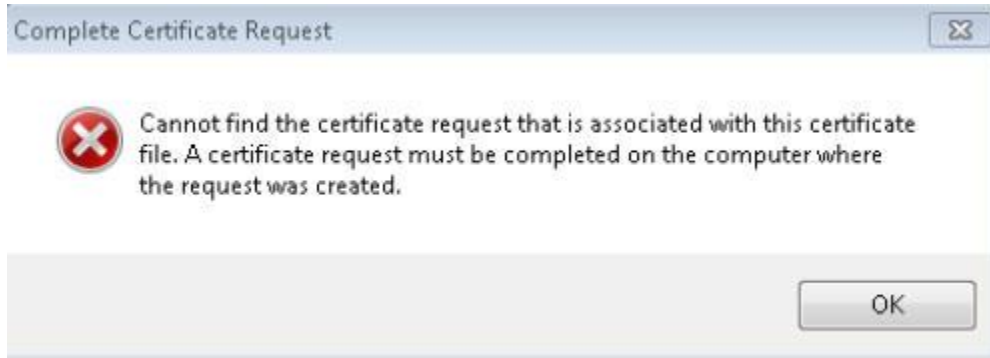 Complete Certificate Request
Cannot find the certificate request that is associated with this certificate
file. A certificate request must be completed on the computer where
the request was created.
OK